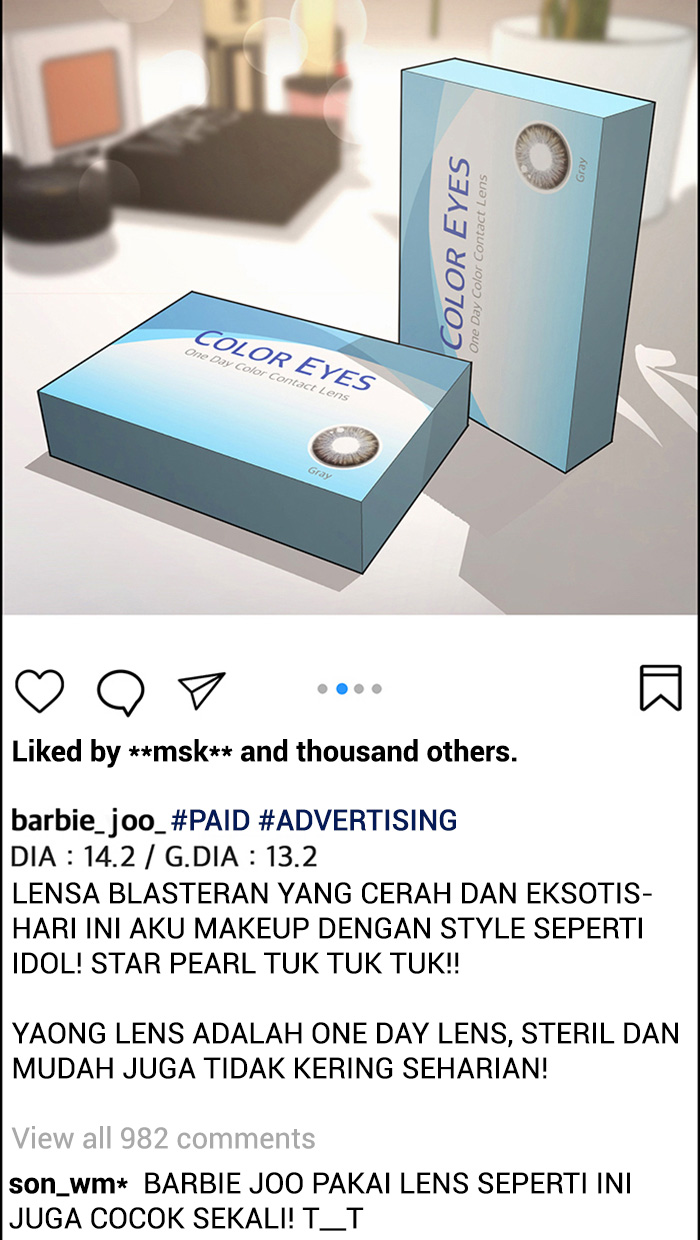 COLOR EYES
One Day Color Contact Lens
Gray
COLOR EYES
One Day Color Contact Lens
Gray
Liked by **msk** and thousand others.
barbie_joo_ #PAID #ADVERTISING
DIA : 14.2 / G.DIA : 13.2
LENSA BLASTERAN YANG CERAH DAN EKSOTIS-
HARI INI AKU MAKEUP DENGAN STYLE SEPERTI
IDOL! STAR PEARL TUK TUK TUK!!
YAONG LENS ADALAH ONE DAY LENS, STERIL DAN
MUDAH JUGA TIDAK KERING SEHARIAN!
View all 982 comments
son_wm* BARBIE JOO PAKAI LENS SEPERTI INI
JUGA COCOK SEKALI! T__T